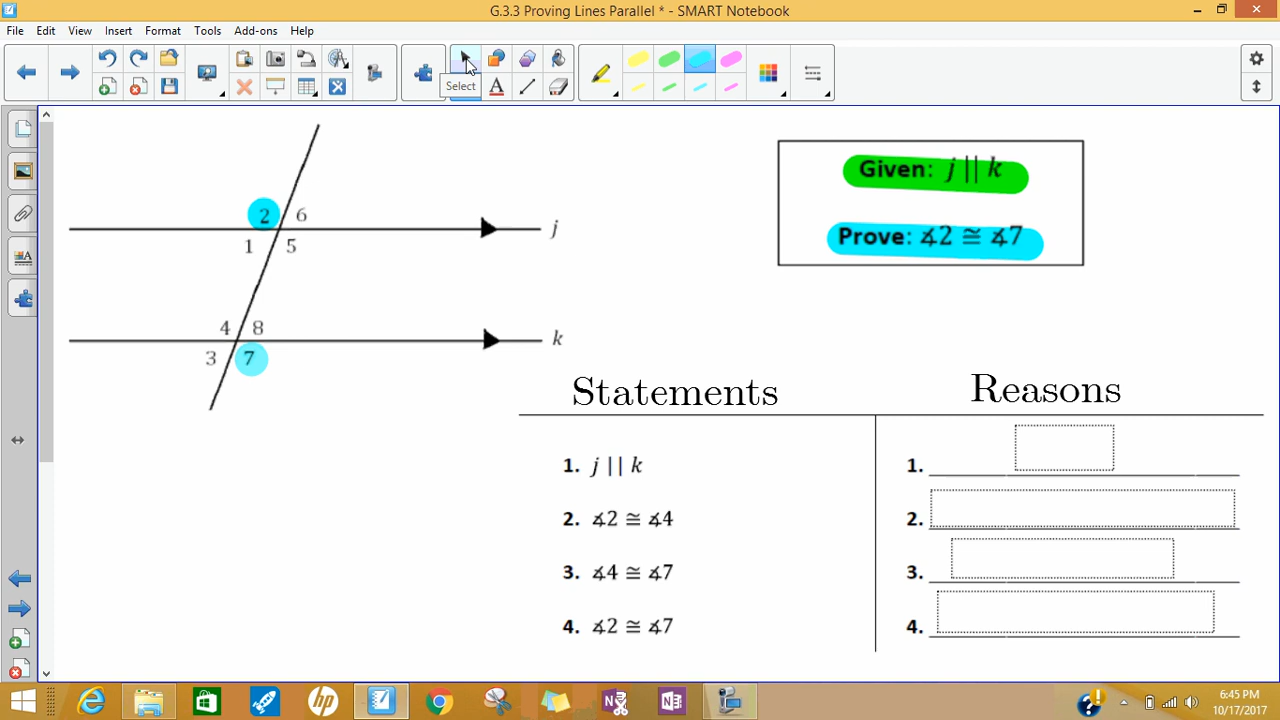 G.3.3 Proving Lines Parallel * - SMART Notebook
File Edit View Insert Format Tools Add-ons Help
Select
A
Given: j || k
Prove: ∡2 ≅ ∡7
2 6
j
1 5
4 8
k
3 7
Statements Reasons
1. j || k 1.
2. ∡2 ≅ ∡4 2.
3. ∡4 ≅ ∡7 3.
4. ∡2 ≅ ∡7 4.
hp
6:45 PM
10/17/2017